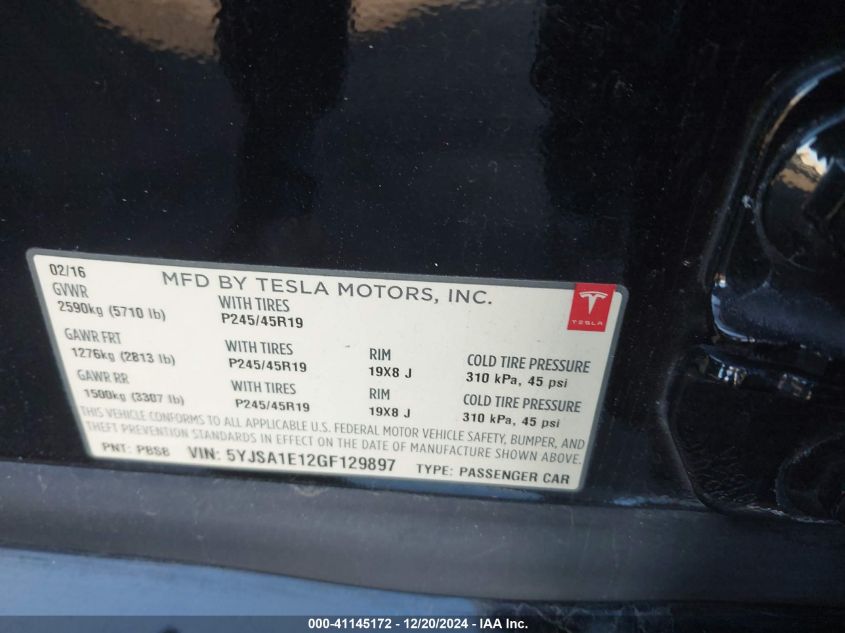 02/16 MFD BY TESLA MOTORS, INC.
GVWR WITH TIRES
2590kg (5710 lb) P245/45R19
TESLA
GAWR FRT WITH TIRES RIM COLD TIRE PRESSURE
1276kg (2813 lb) P245/45R19 19X8 J 310 kPa, 45 psi
GAWR RR WITH TIRES RIM COLD TIRE PRESSURE
1500kg (3307 lb) P245/45R19 19X8 J 310 kPa, 45 psi
THIS VEHICLE CONFORMS TO ALL APPLICABLE U.S. FEDERAL MOTOR VEHICLE SAFETY, BUMPER, AND
THEFT PREVENTION STANDARDS IN EFFECT ON THE DATE OF MANUFACTURE SHOWN ABOVE.
PNT: PBSB VIN: 5YJSA1E12GF129897 TYPE: PASSENGER CAR
000-41145172 - 12/20/2024 - IAA Inc.